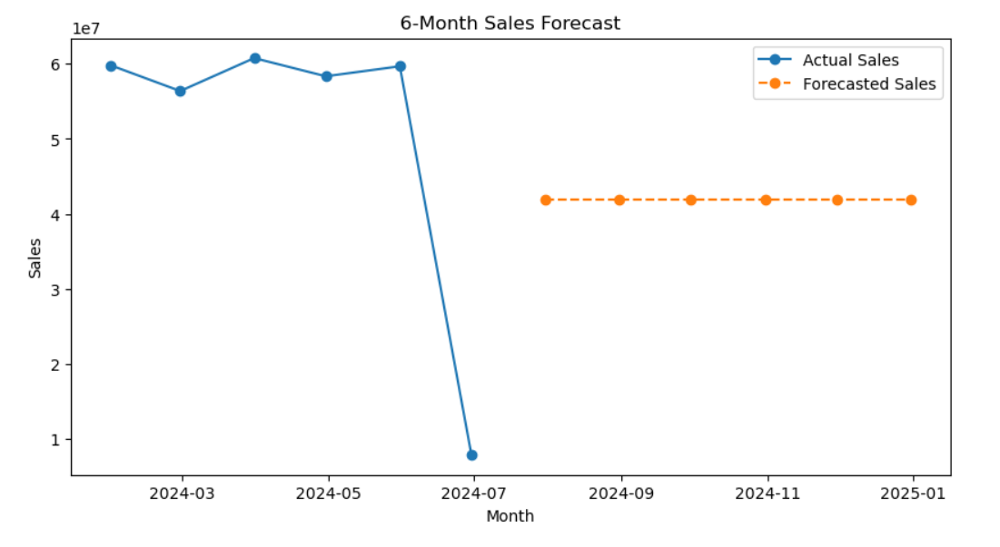 6-Month Sales Forecast
1e7
Actual Sales
Forecasted Sales
6
5
4
3
2
1
Sales
2024-03 2024-05 2024-07 2024-09 2024-11 2025-01
Month